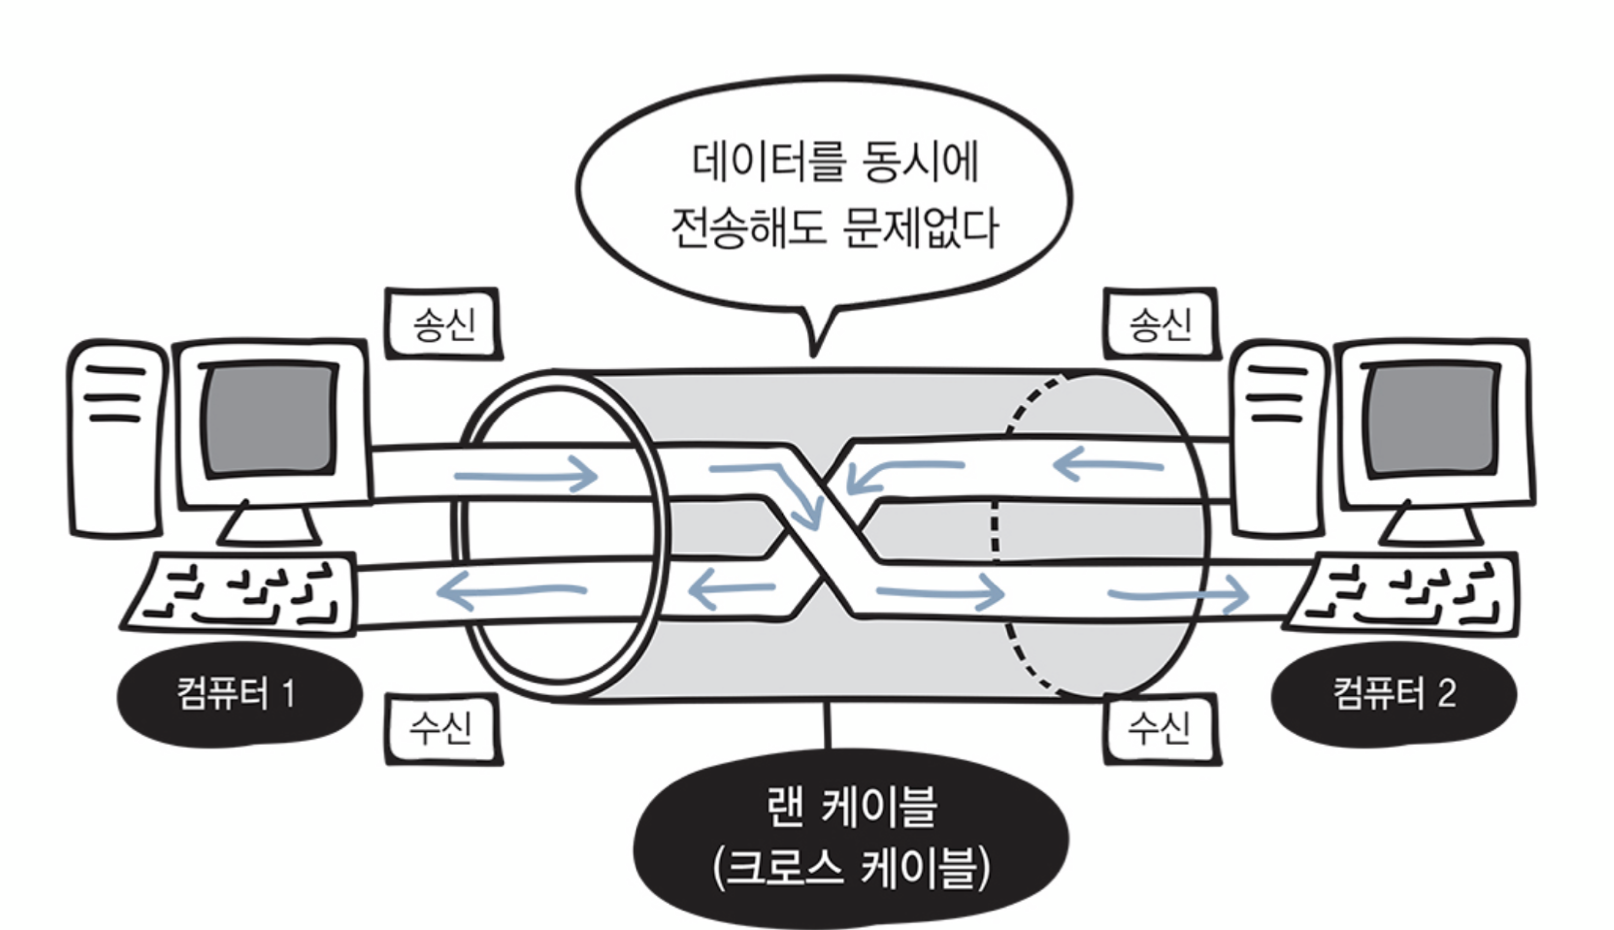 데이터를 동시에
전송해도 문제없다
송신
송신
컴퓨터 1
컴퓨터 2
수신
수신
랜 케이블
(크로스 케이블)